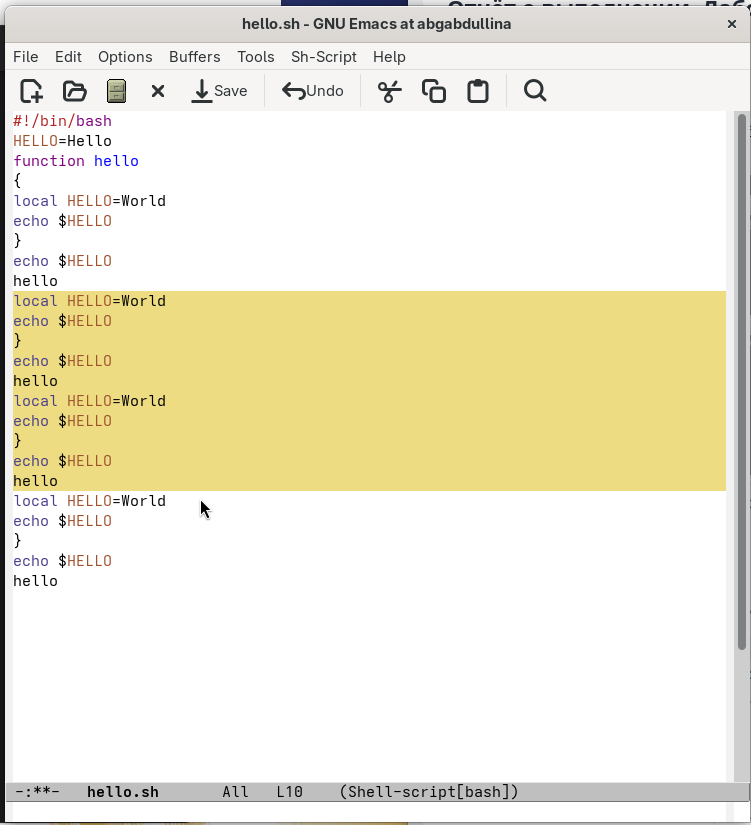 hello.sh - GNU Emacs at abgabdullina ×
File Edit Options Buffers Tools Sh-Script Help
Save Undo
#!/bin/bash
HELLO=Hello
function hello
{
local HELLO=World
echo $HELLO
}
echo $HELLO
hello
local HELLO=World
echo $HELLO
}
echo $HELLO
hello
local HELLO=World
echo $HELLO
}
echo $HELLO
hello
local HELLO=World
echo $HELLO
}
echo $HELLO
hello
-:**- hello.sh All L10 (Shell-script[bash])